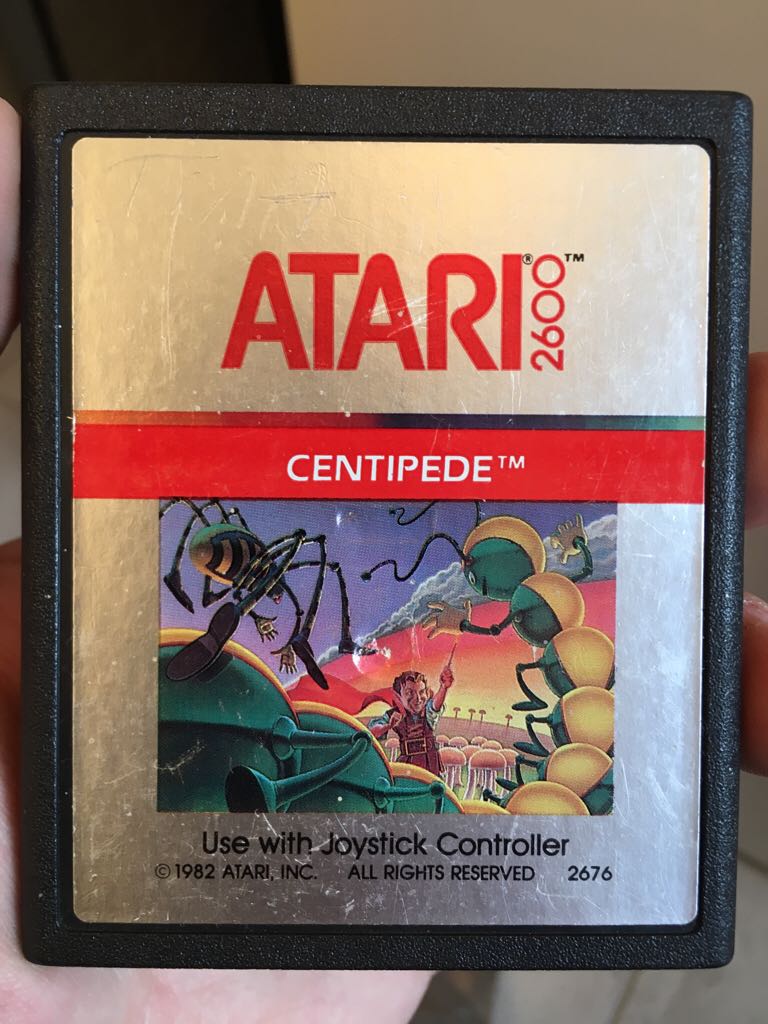 ATARI® 2600™
CENTIPEDE™
Use with Joystick Controller
© 1982 ATARI, INC. ALL RIGHTS RESERVED 2676